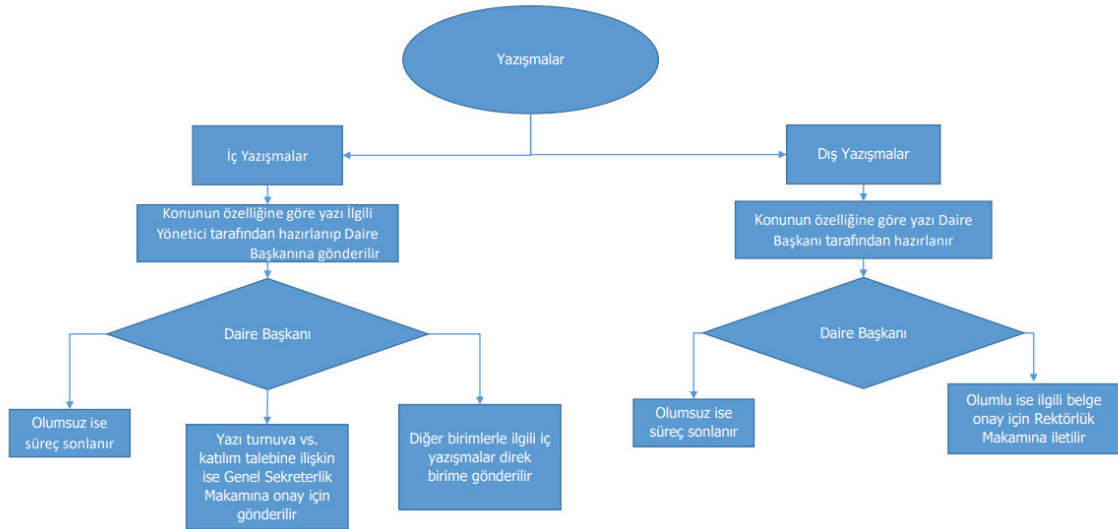 Yazışmalar
İç Yazışmalar
Dış Yazışmalar
Konunun özelliğine göre yazı İlgili
Yönetici tarafından hazırlanıp Daire
Başkanına gönderilir
Konunun özelliğine göre yazı Daire
Başkanı tarafından hazırlanır
Daire Başkanı
Daire Başkanı
Olumsuz ise
süreç sonlanır
Yazı turnuva vs.
katılım talebine ilişkin
ise Genel Sekreterlik
Makamına onay için
gönderilir
Diğer birimlerle ilgili iç
yazışmalar direk
birime gönderilir
Olumsuz ise
süreç sonlanır
Olumlu ise ilgili belge
onay için Rektörlük
Makamına iletilir